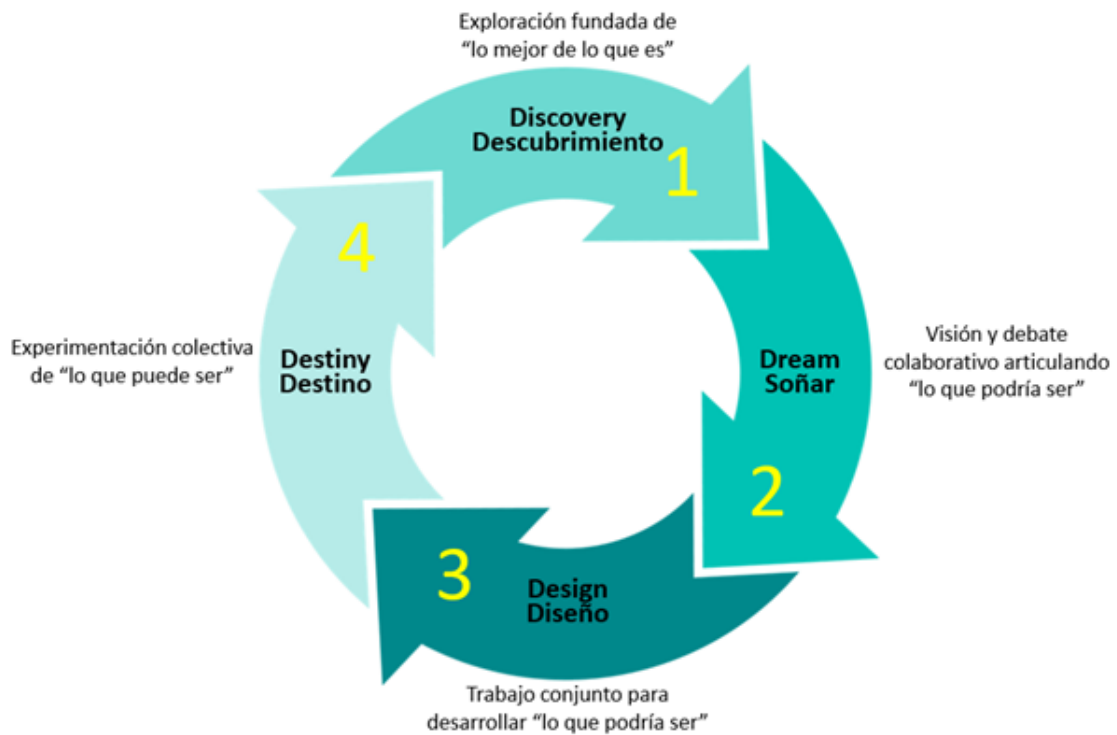 Exploración fundada de
“lo mejor de lo que es”
Discovery
Descubrimiento
1
Visión y debate
colaborativo articulando
“lo que podría ser”
Dream
Soñar
2
3
Design
Diseño
Trabajo conjunto para
desarrollar “lo que podría ser”
4
Experimentación colectiva
de “lo que puede ser”
Destiny
Destino